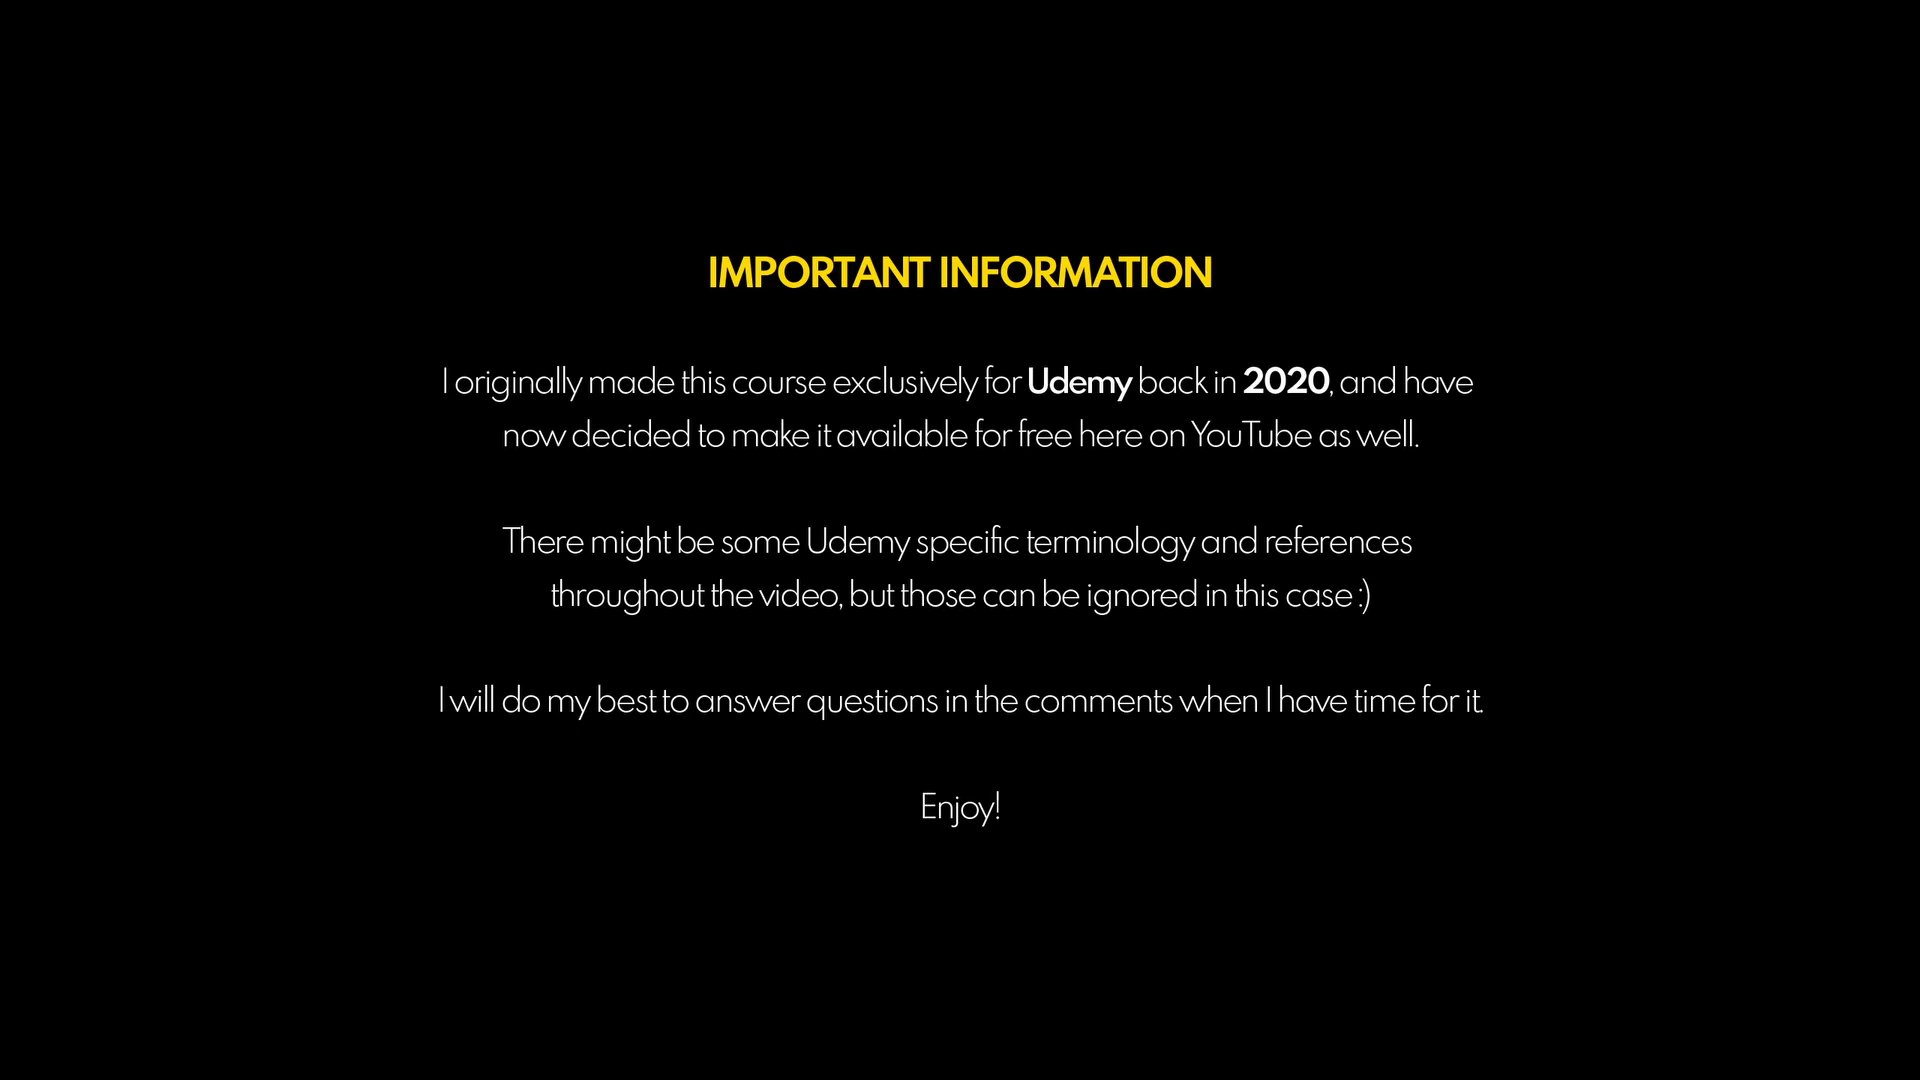 IMPORTANT INFORMATION
I originally made this course exclusively for Udemy back in 2020, and have
now decided to make it available for free here on YouTube as well.
There might be some Udemy specific terminology and references
throughout the video, but those can be ignored in this case :)
I will do my best to answer questions in the comments when I have time for it.
Enjoy!